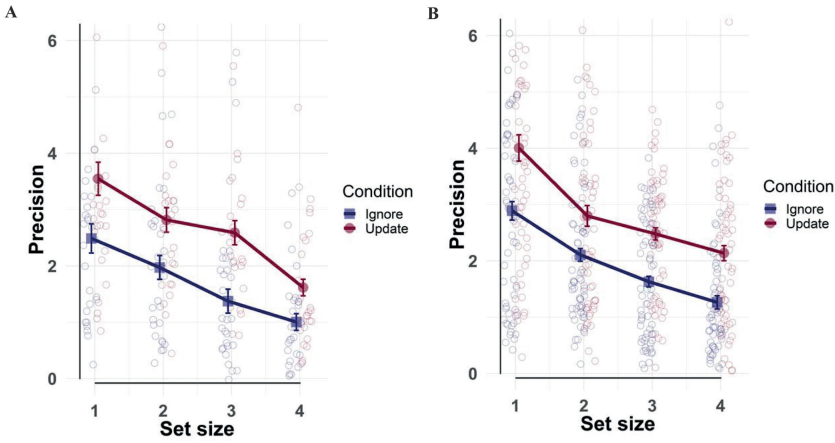 A
6
4
2
0
Precision
1 2 3 4
Set size
Condition
Ignore
Update
B
6
4
2
0
Precision
1 2 3 4
Set size
Condition
Ignore
Update